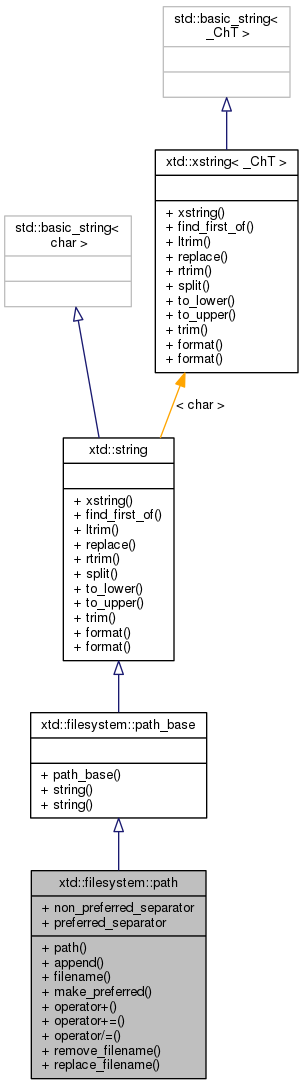 std::basic_string<
_ChT >
xtd::xstring< _ChT >
+ xstring()
+ find_first_of()
+ ltrim()
+ replace()
+ rtrim()
+ split()
+ to_lower()
+ to_upper()
+ trim()
+ format()
+ format()
std::basic_string<
char >
< char >
xtd::string
+ xstring()
+ find_first_of()
+ ltrim()
+ replace()
+ rtrim()
+ split()
+ to_lower()
+ to_upper()
+ trim()
+ format()
+ format()
xtd::filesystem::path_base
+ path_base()
+ string()
+ string()
xtd::filesystem::path
+ non_preferred_separator
+ preferred_separator
+ path()
+ append()
+ filename()
+ make_preferred()
+ operator+()
+ operator+=()
+ operator/=()
+ remove_filename()
+ replace_filename()